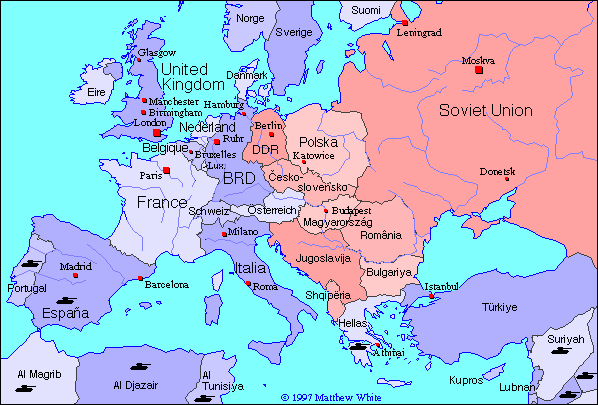 Norge
Sverige
Suomi
Leningrad
Glasgow
United
Kingdom
Danmark
Moskva
Eire
Manchester
Birmingham
London
Hamburg
Soviet Union
Nederland
Berlin
Polska
Belgique
Ruhr
DDR
Katowice
Bruxelles
Lux.
Paris
BRD
Česko-
slovensko
Donetsk
France
Schweiz
Österreich
Budapest
Magyarország
Milano
România
Jugoslavija
Madrid
Italia
Bulgariya
Portugal
Barcelona
Roma
Shqiperia
Istanbul
España
Hellas
Türkiye
Athinai
Suriyah
Al Magrib
Al Djazair
Al
Tunisiya
Kypros
Lubnan
© 1997 Matthew White